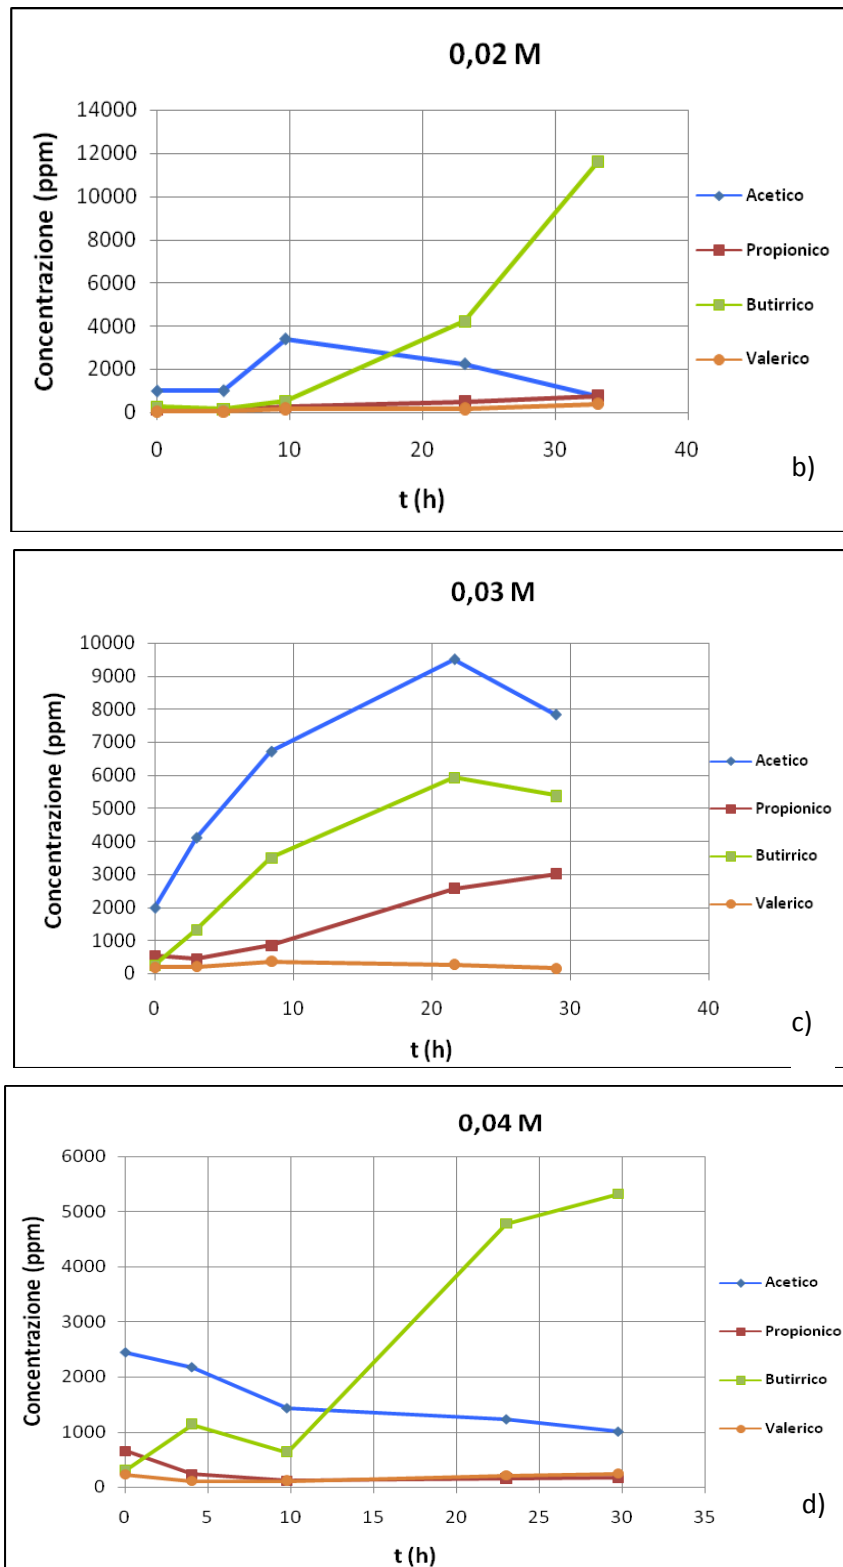 0,02 M
Concentrazione (ppm)
14000
12000
10000
8000
6000
4000
2000
0
0 10 20 30 40
t (h)
Acetico
Propionico
Butirrico
Valerico
b)
0,03 M
Concentrazione (ppm)
10000
9000
8000
7000
6000
5000
4000
3000
2000
1000
0
0 10 20 30 40
t (h)
Acetico
Propionico
Butirrico
Valerico
c)
0,04 M
Concentrazione (ppm)
6000
5000
4000
3000
2000
1000
0
0 5 10 15 20 25 30 35
t (h)
Acetico
Propionico
Butirrico
Valerico
d)